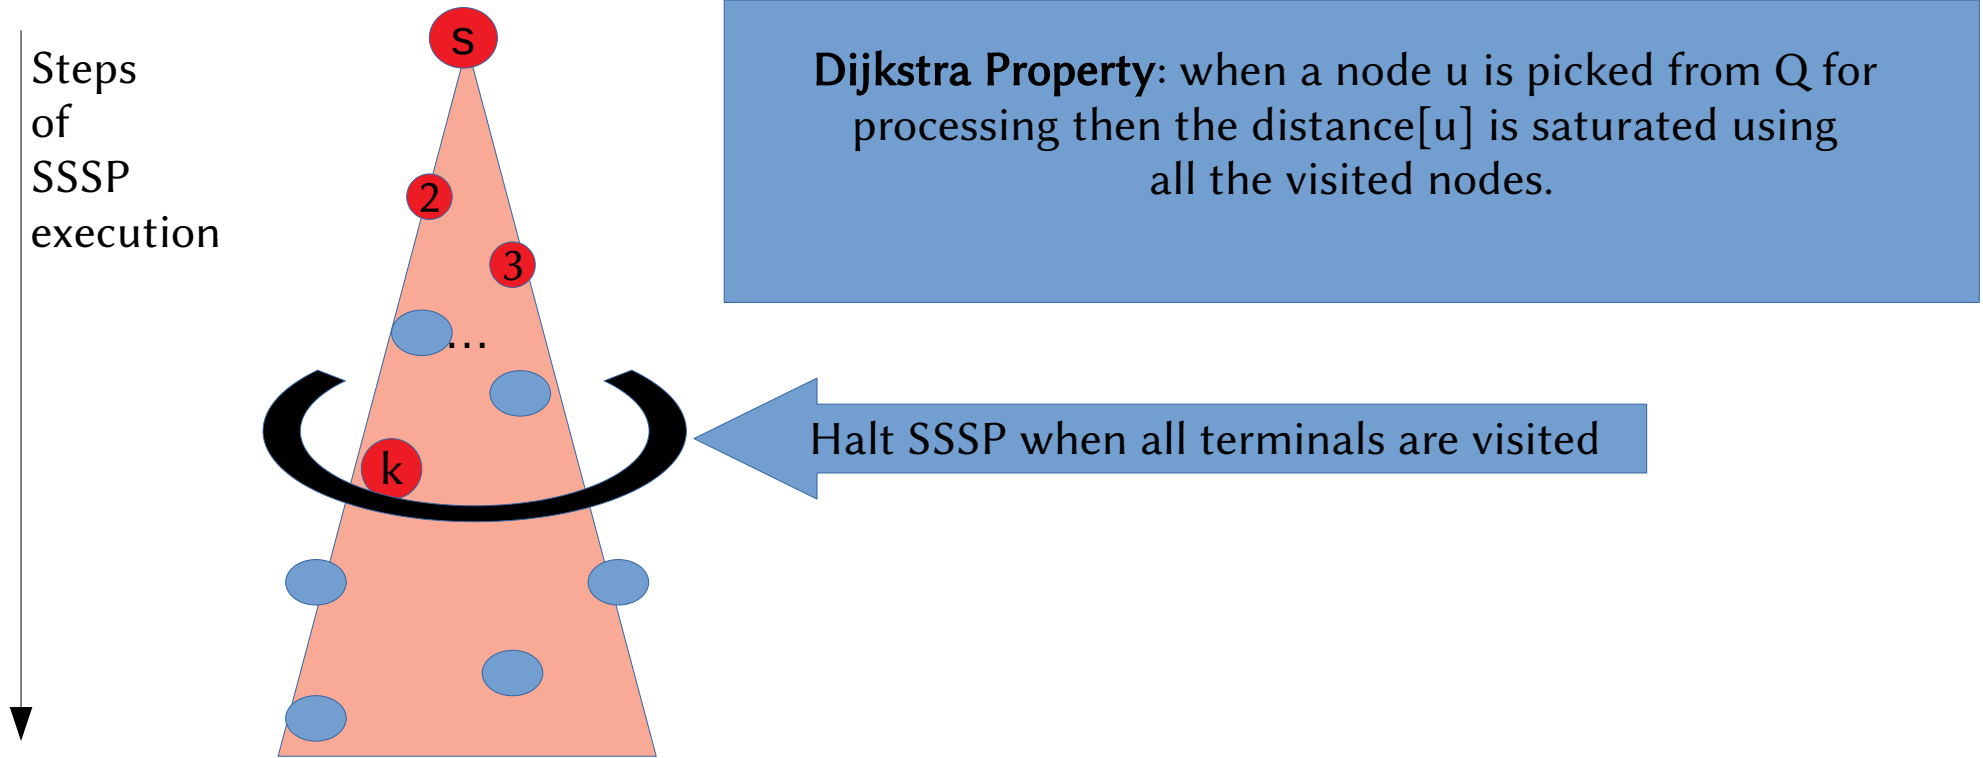 Steps
of
SSSP
execution
s
2
3
...
k
Dijkstra Property: when a node u is picked from Q for
processing then the distance[u] is saturated using
all the visited nodes.
Halt SSSP when all terminals are visited